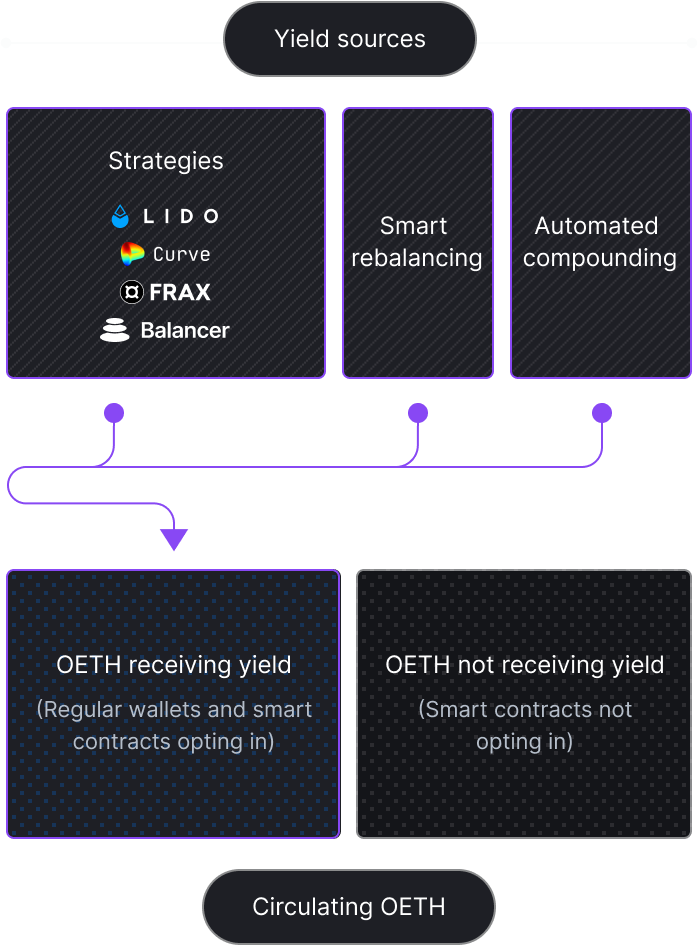 Yield sources
Strategies
LIDO
Curve
FRAX
Balancer
Smart
rebalancing
Automated
compounding
OETH receiving yield
(Regular wallets and smart
contracts opting in)
OETH not receiving yield
(Smart contracts not
opting in)
Circulating OETH